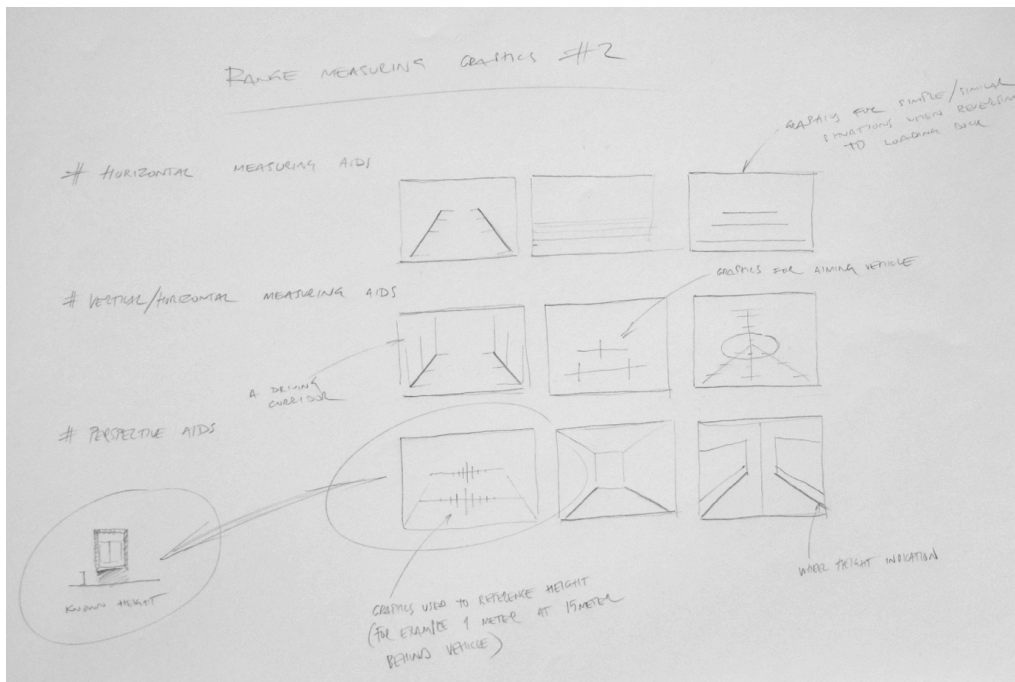 RANGE MEASURING GRAPHICS #2
GRAPHICS FOR SIMPLE/SIMILAR
SITUATIONS WHEN REVERSING
TO LOADING DOCK
# HORIZONTAL MEASURING AIDS
GRAPHICS FOR AIMING VEHICLE
# VERTICAL/HORIZONTAL MEASURING AIDS
A DRIVING
CORRIDOR
# PERSPECTIVE AIDS
WHEEL HEIGHT INDICATION
KNOWN HEIGHT
GRAPHICS USED TO REFERENCE HEIGHT
(FOR EXAMPLE 1 METER AT 15 METER
BEHIND VEHICLE)